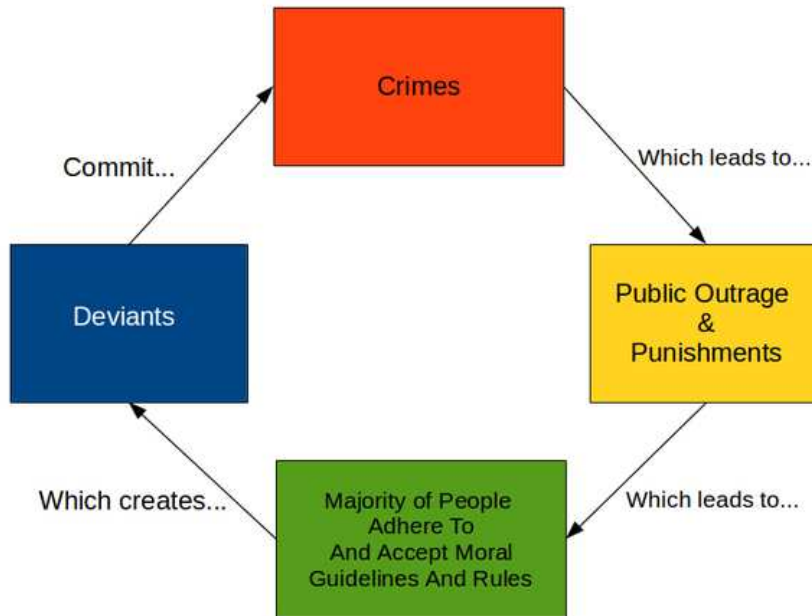 Crimes
Commit...
Which leads to...
Deviants
Public Outrage
&
Punishments
Which creates...
Majority of People
Adhere To
And Accept Moral
Guidelines And Rules
Which leads to...